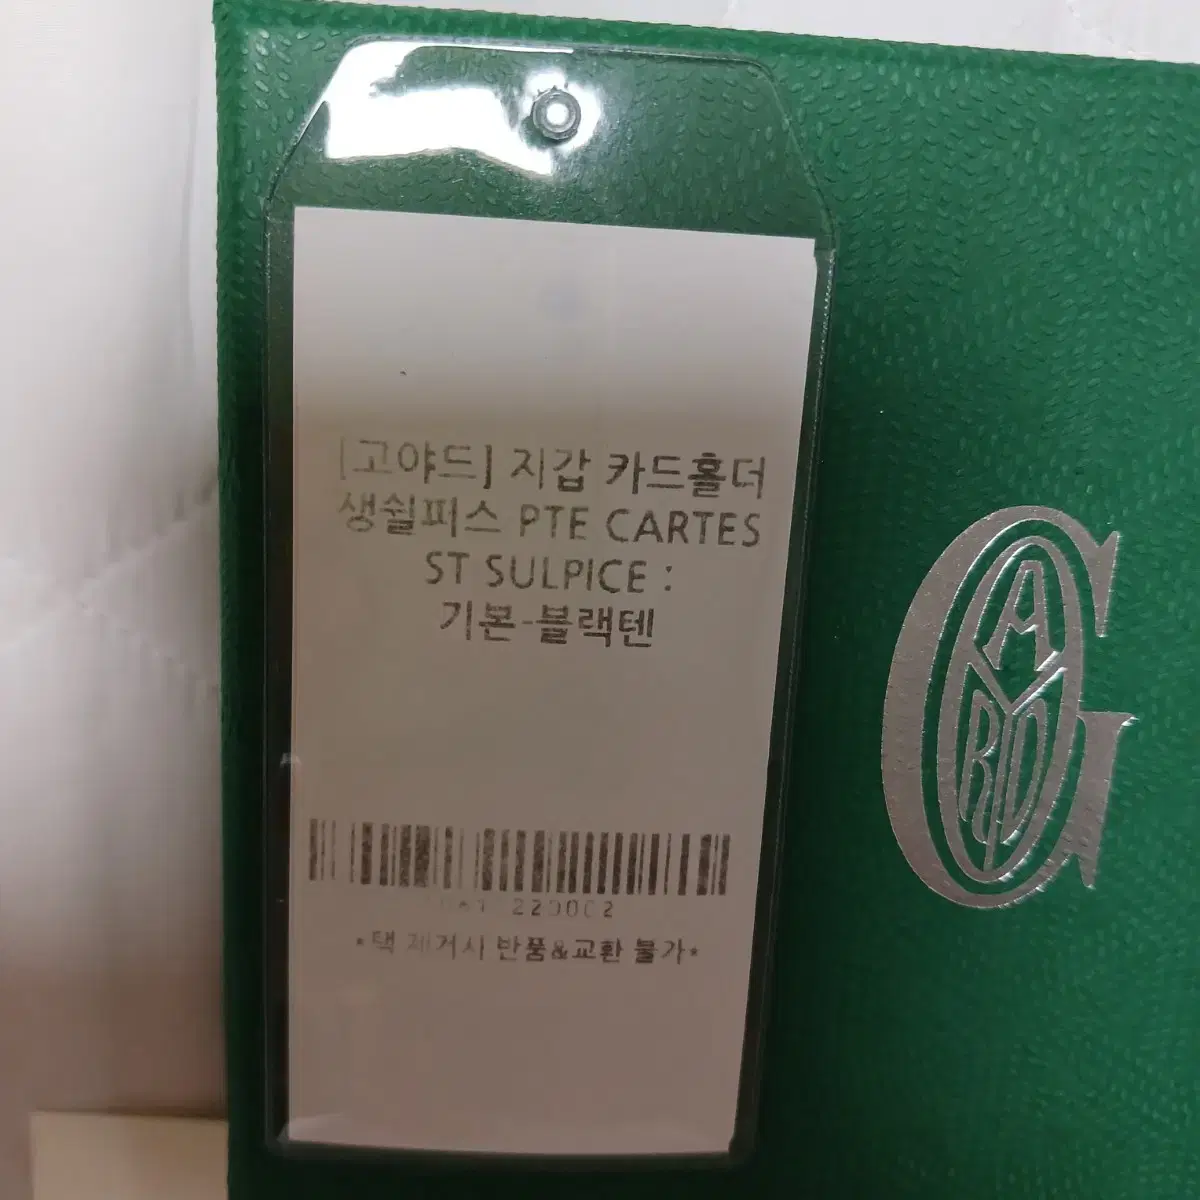 [고야드] 지갑 카드홀더
생쉴피스 PTE CARTES
ST SULPICE :
기본-블랙텐
*택 제거시 반품&교환 불가*
GOYARD